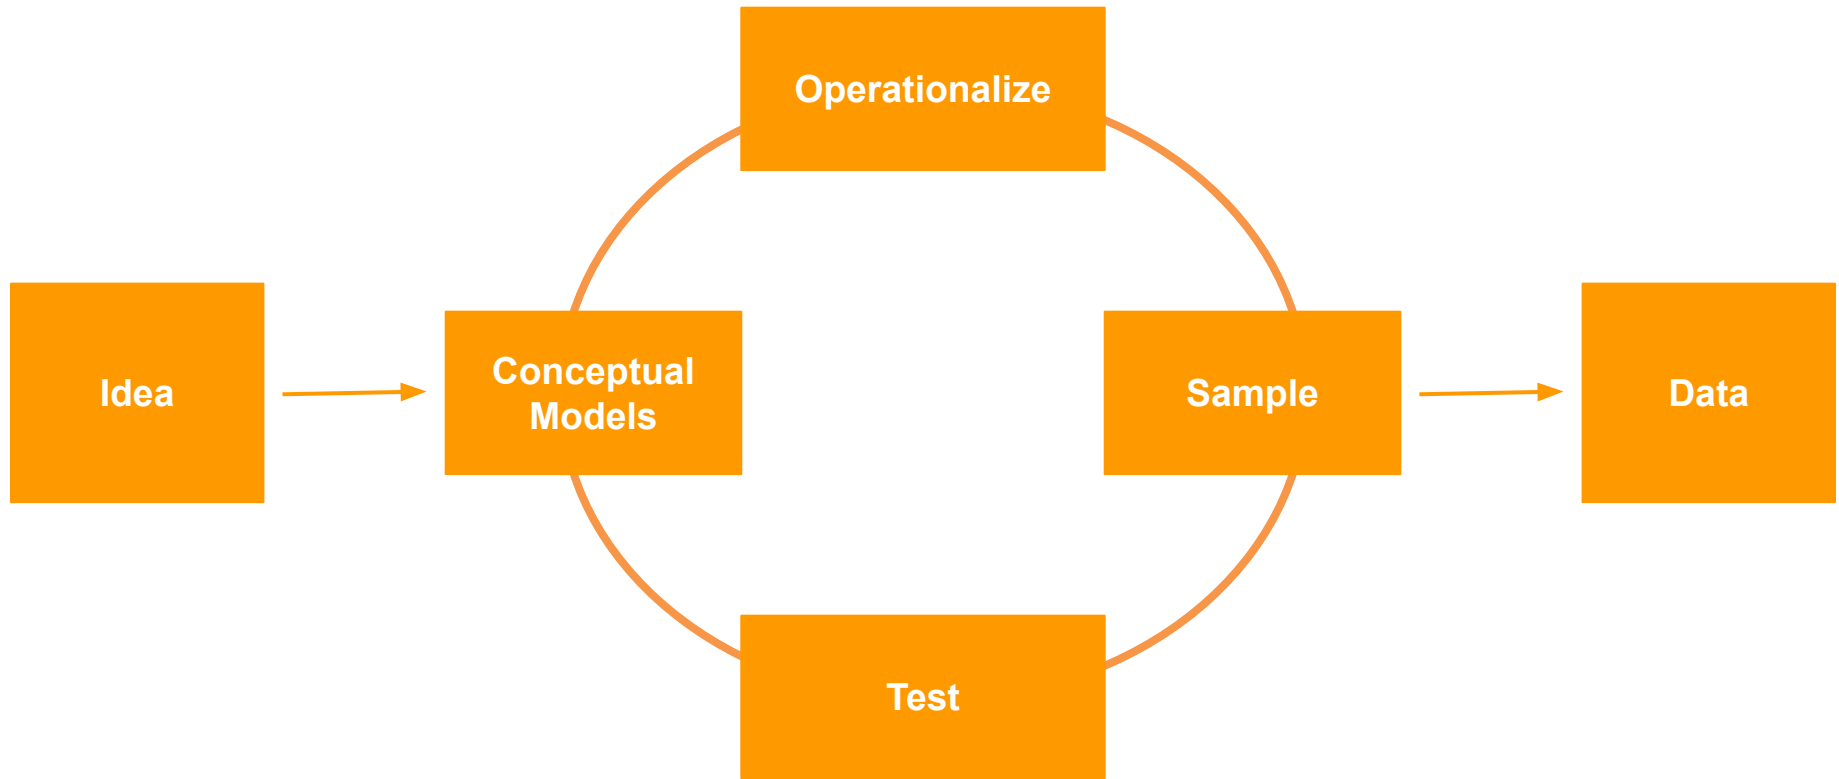 Operationalize
Idea
Conceptual
Models
Sample
Data
Test